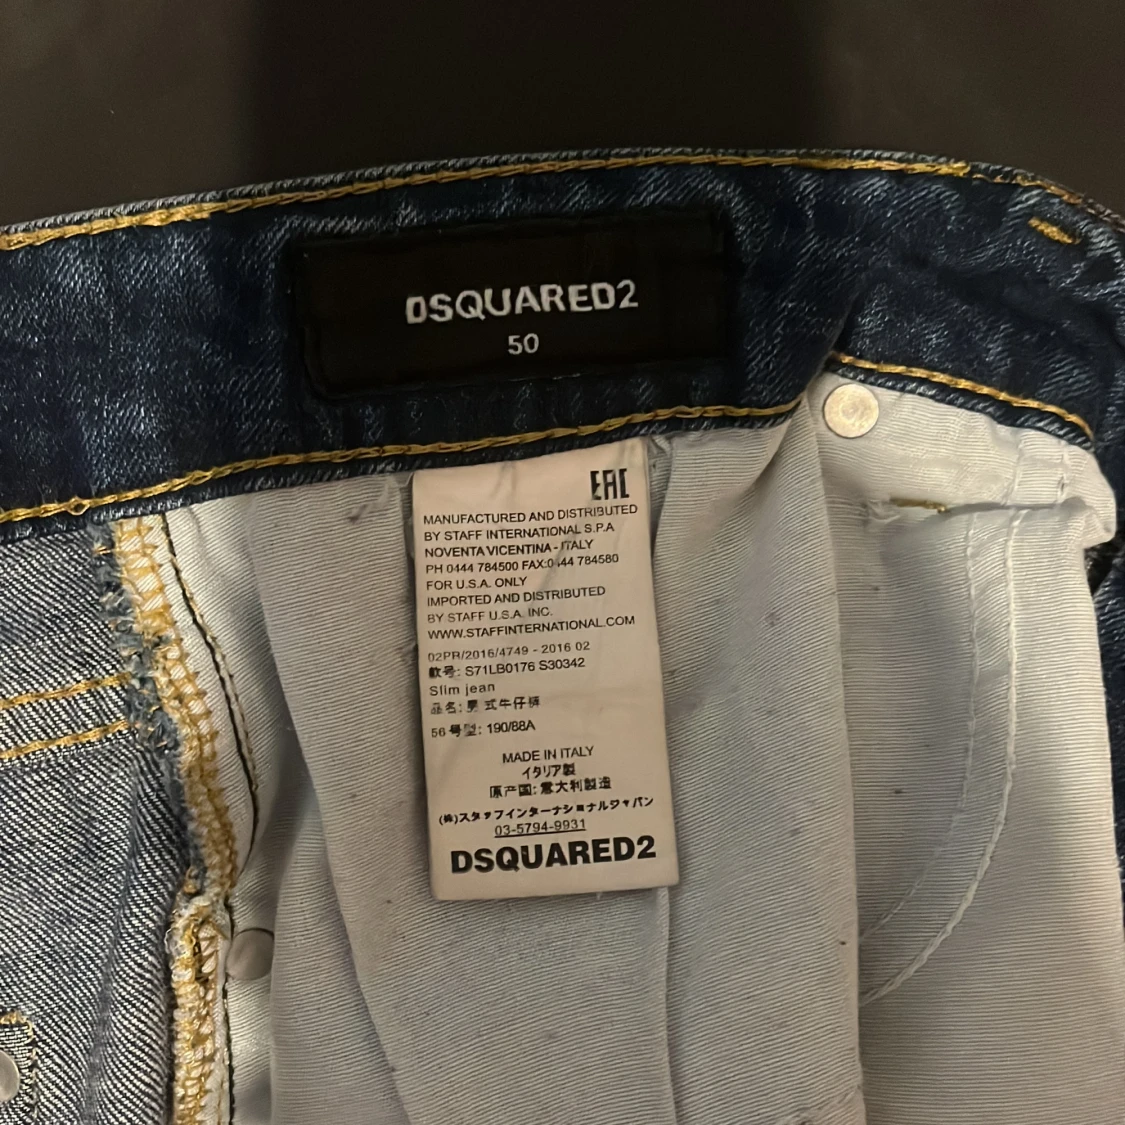 DSQUARED2
50
EAC
MANUFACTURED AND DISTRIBUTED
BY STAFF INTERNATIONAL S.P.A
NOVENTA VICENTINA - ITALY
PH 0444 784500 FAX:0444 784580
FOR U.S.A. ONLY
IMPORTED AND DISTRIBUTED
BY STAFF U.S.A. INC.
WWW.STAFFINTERNATIONAL.COM
02PR/2016/4749 - 2016 02
款号: S71LB0176 S30342
Slim jean
品名: 男式牛仔裤
56 号型: 190/88A
MADE IN ITALY
イタリア製
原产国: 意大利製造
(株)スタッフインターナショナルジャパン
03-5794-9931
DSQUARED2